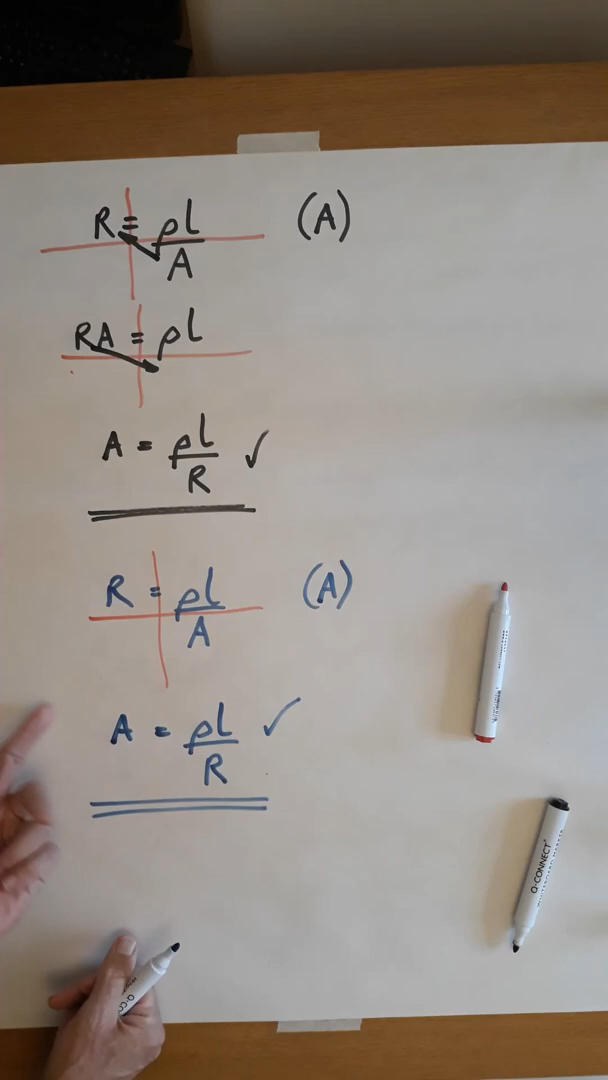 R = ρl/A (A)
RA = ρl
A = ρl/R ✓
R = ρl/A (A)
A = ρl/R ✓
Q-CONNECT